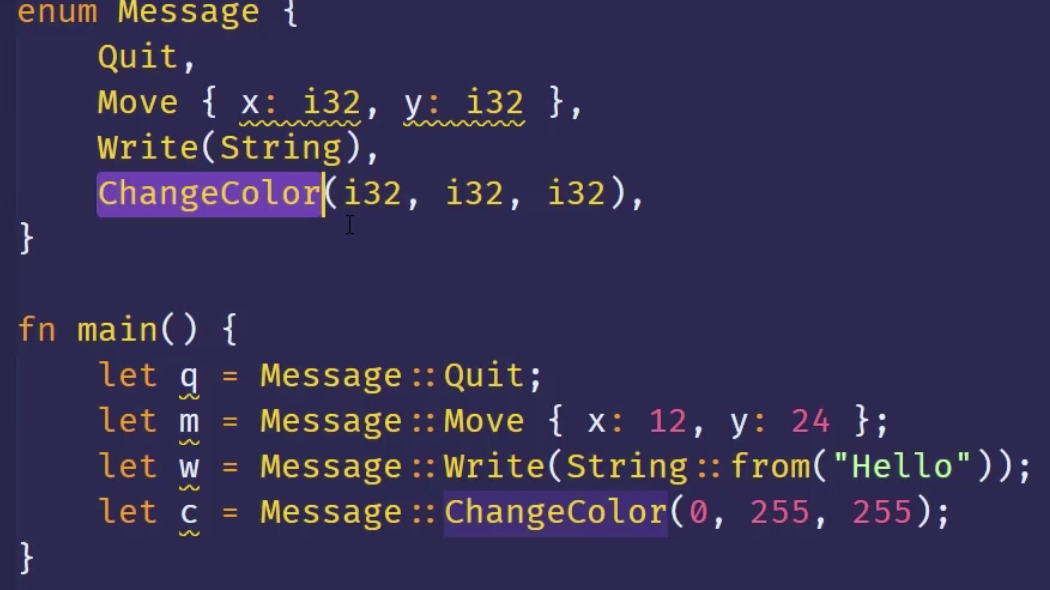 enum Message {
    Quit,
    Move { x: i32, y: i32 },
    Write(String),
    ChangeColor(i32, i32, i32),
}

fn main() {
    let q = Message::Quit;
    let m = Message::Move { x: 12, y: 24 };
    let w = Message::Write(String::from("Hello"));
    let c = Message::ChangeColor(0, 255, 255);
}